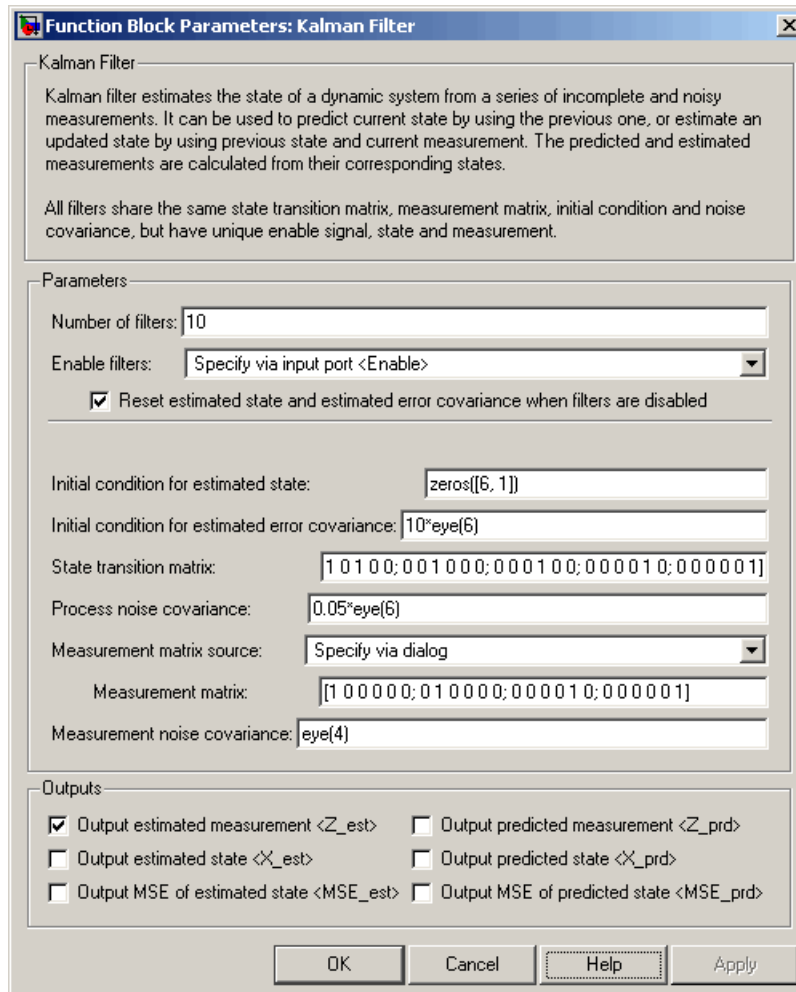 Function Block Parameters: Kalman Filter
Kalman Filter
Kalman filter estimates the state of a dynamic system from a series of incomplete and noisy
measurements. It can be used to predict current state by using the previous one, or estimate an
updated state by using previous state and current measurement. The predicted and estimated
measurements are calculated from their corresponding states.
All filters share the same state transition matrix, measurement matrix, initial condition and noise
covariance, but have unique enable signal, state and measurement.
Parameters
Number of filters: 10
Enable filters: Specify via input port <Enable>
Reset estimated state and estimated error covariance when filters are disabled
Initial condition for estimated state: zeros([6, 1])
Initial condition for estimated error covariance: 10*eye(6)
State transition matrix: 1 0 1 0 0; 0 0 1 0 0 0; 0 0 0 1 0 0; 0 0 0 0 1 0; 0 0 0 0 0 1]
Process noise covariance: 0.05*eye(6)
Measurement matrix source: Specify via dialog
Measurement matrix: [1 0 0 0 0 0; 0 1 0 0 0 0; 0 0 0 0 1 0; 0 0 0 0 0 1]
Measurement noise covariance: eye(4)
Outputs
Output estimated measurement <Z_est> Output predicted measurement <Z_prd>
Output estimated state <X_est> Output predicted state <X_prd>
Output MSE of estimated state <MSE_est> Output MSE of predicted state <MSE_prd>
OK Cancel Help Apply